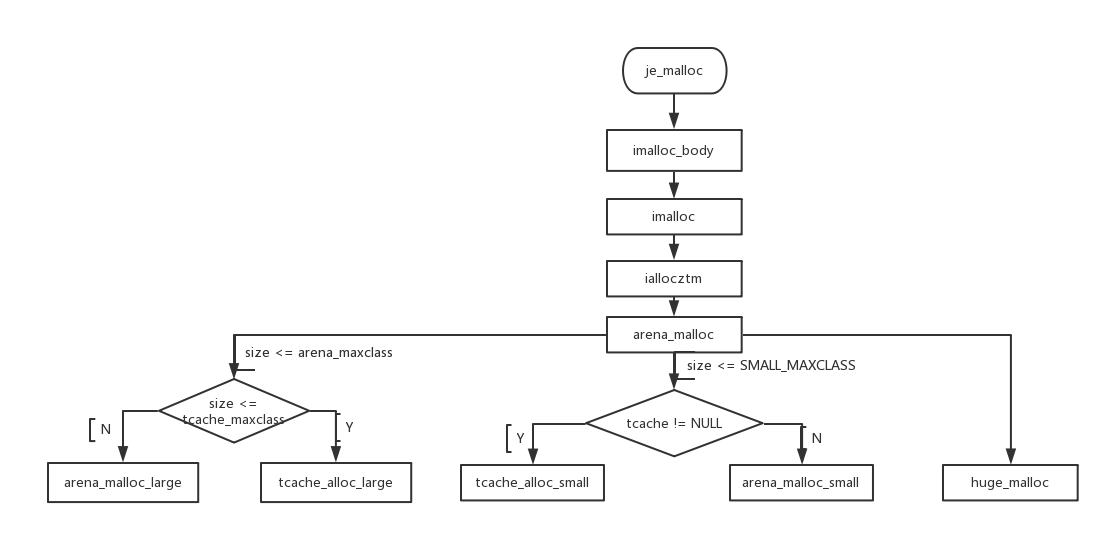 je_malloc
imalloc_body
imalloc
iallocztm
arena_malloc
size <= arena_maxclass
size <= SMALL_MAXCLASS
size <=
tcache_maxclass
tcache != NULL
N
Y
Y
N
arena_malloc_large
tcache_alloc_large
tcache_alloc_small
arena_malloc_small
huge_malloc